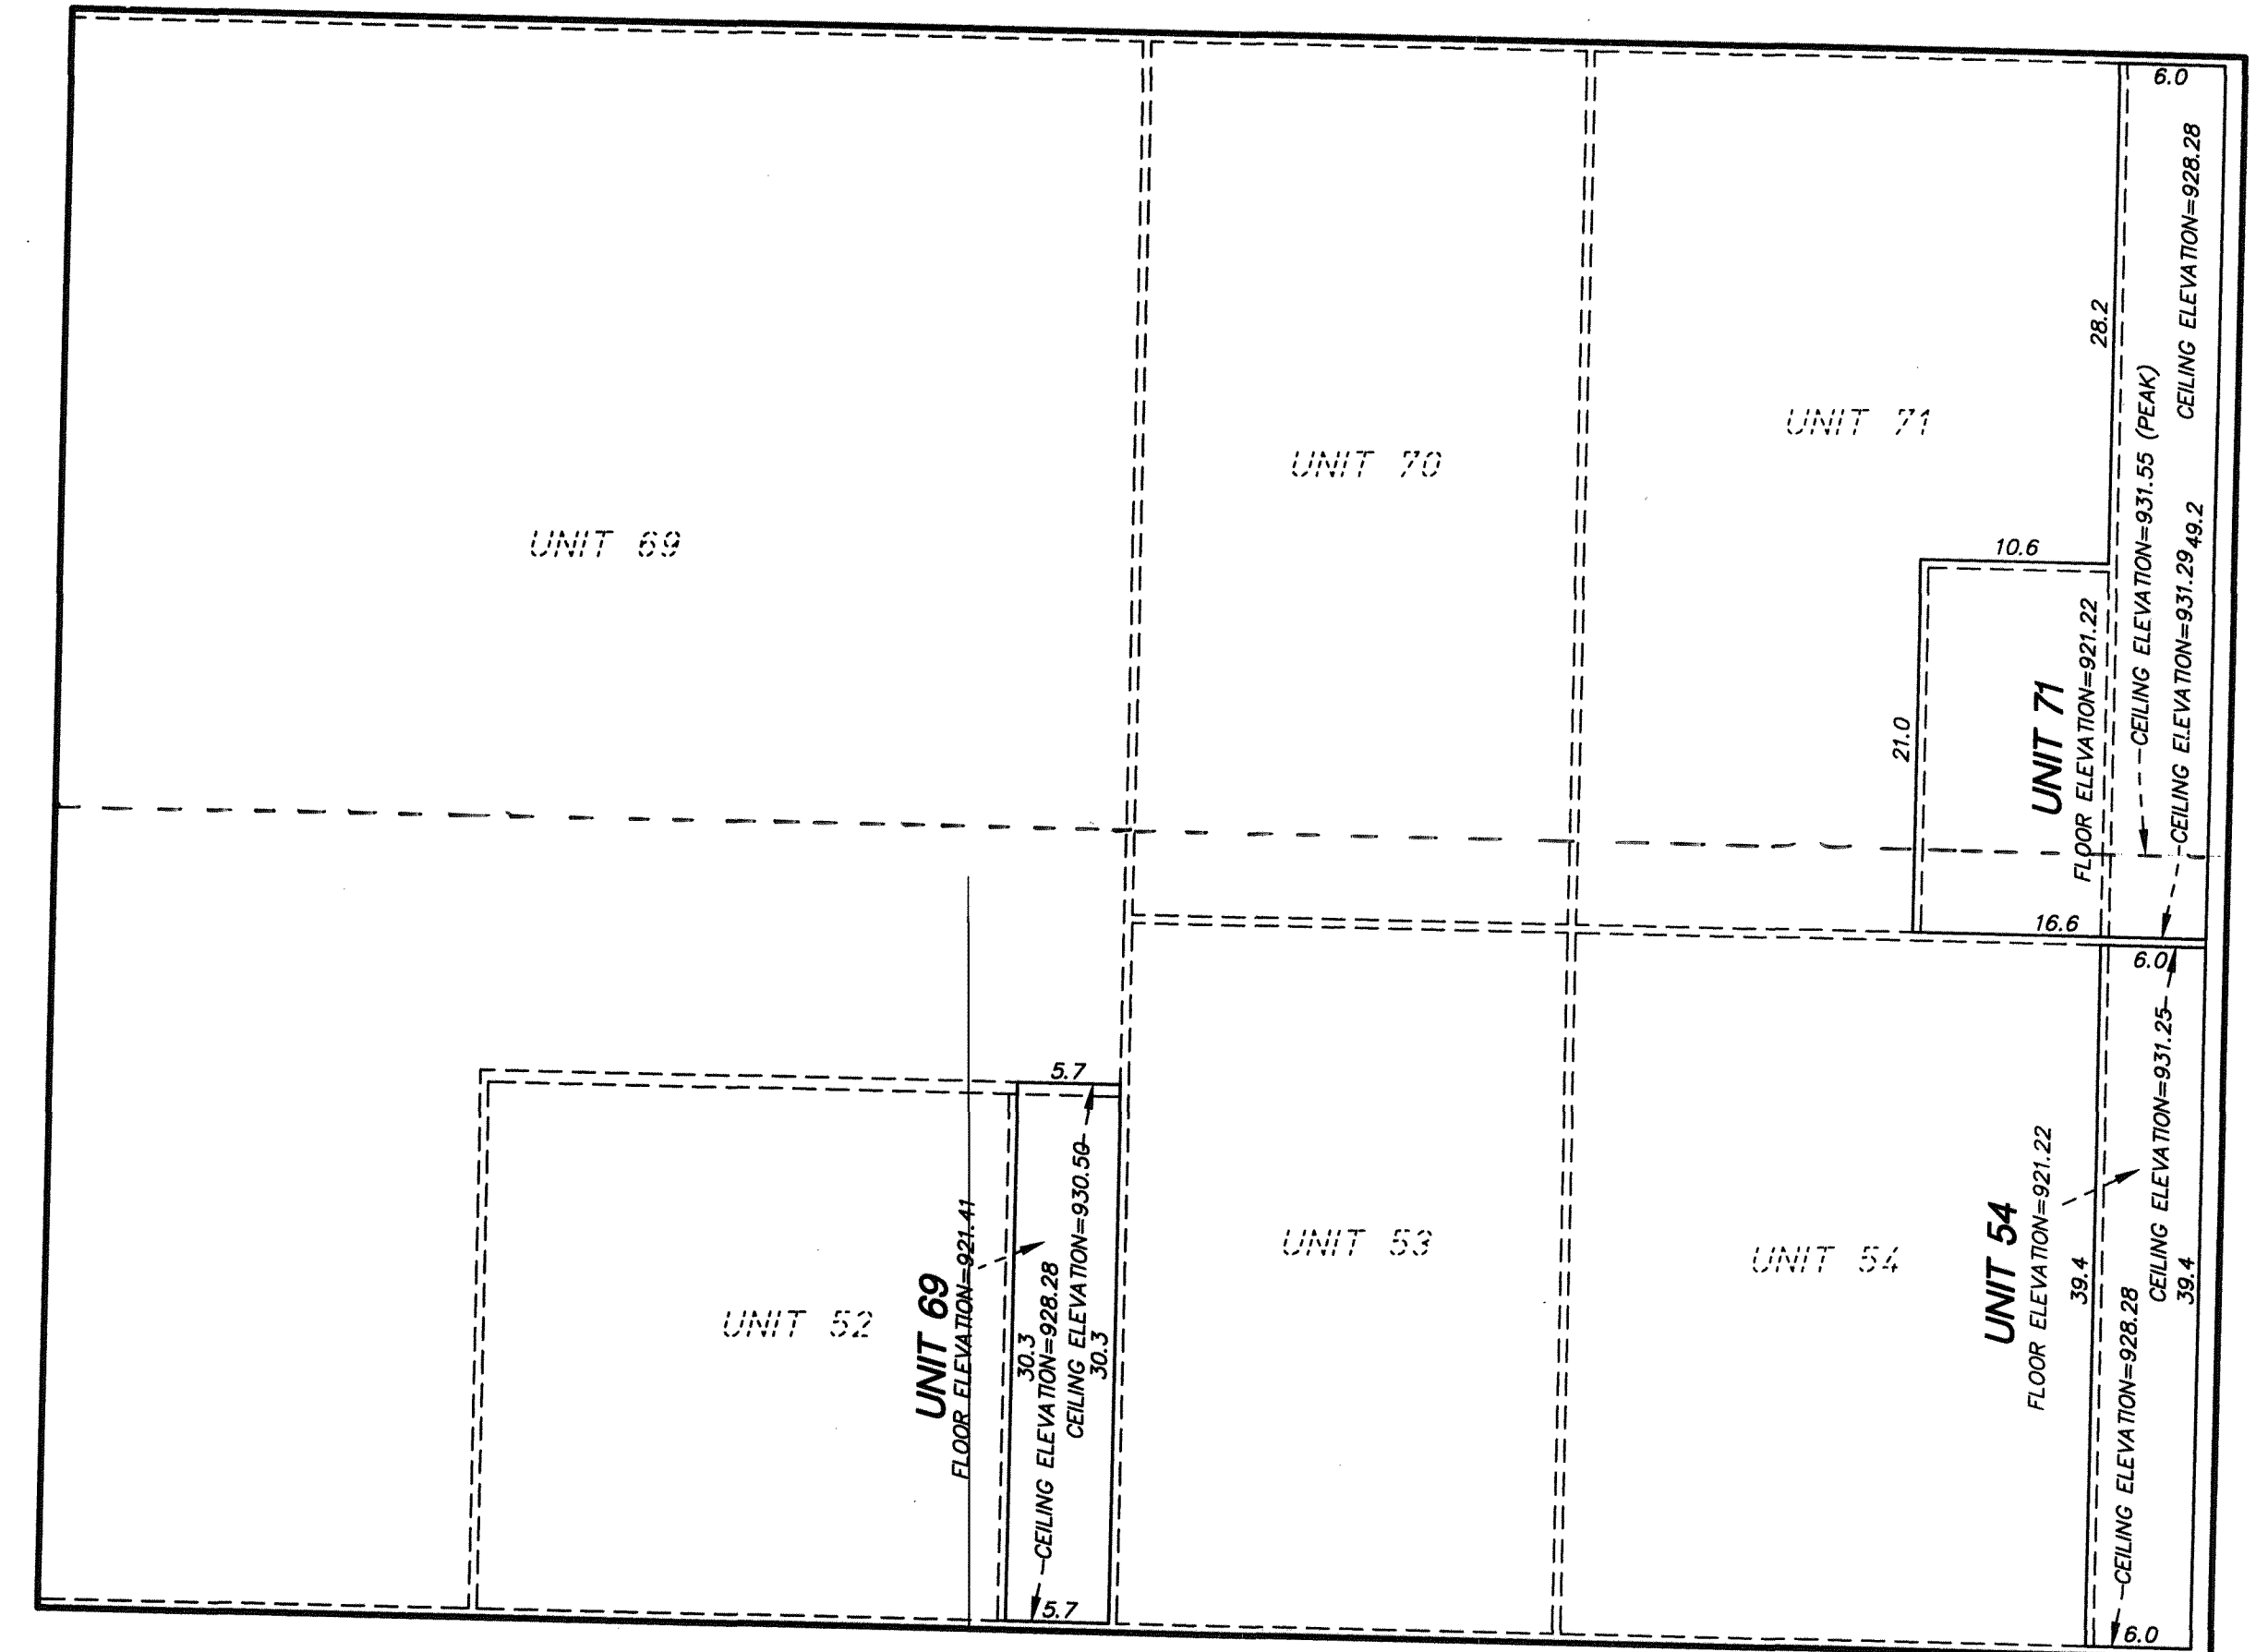 6.0
CEILING ELEVATION=928.28
28.2
UNIT 71
UNIT 70
UNIT 69
CEILING ELEVATION=931.55 (PEAK)
49.2
10.6
CEILING ELEVATION=931.29
UNIT 71
FLOOR ELEVATION=921.22
21.0
16.6
6.0
CEILING ELEVATION=931.25
5.7
CEILING ELEVATION=930.50
UNIT 69
FLOOR ELEVATION=921.41
UNIT 52
30.3
CEILING ELEVATION=928.28
30.3
UNIT 53
UNIT 54
UNIT 54
FLOOR ELEVATION=921.22
39.4
39.4
CEILING ELEVATION=928.28
5.7
6.0